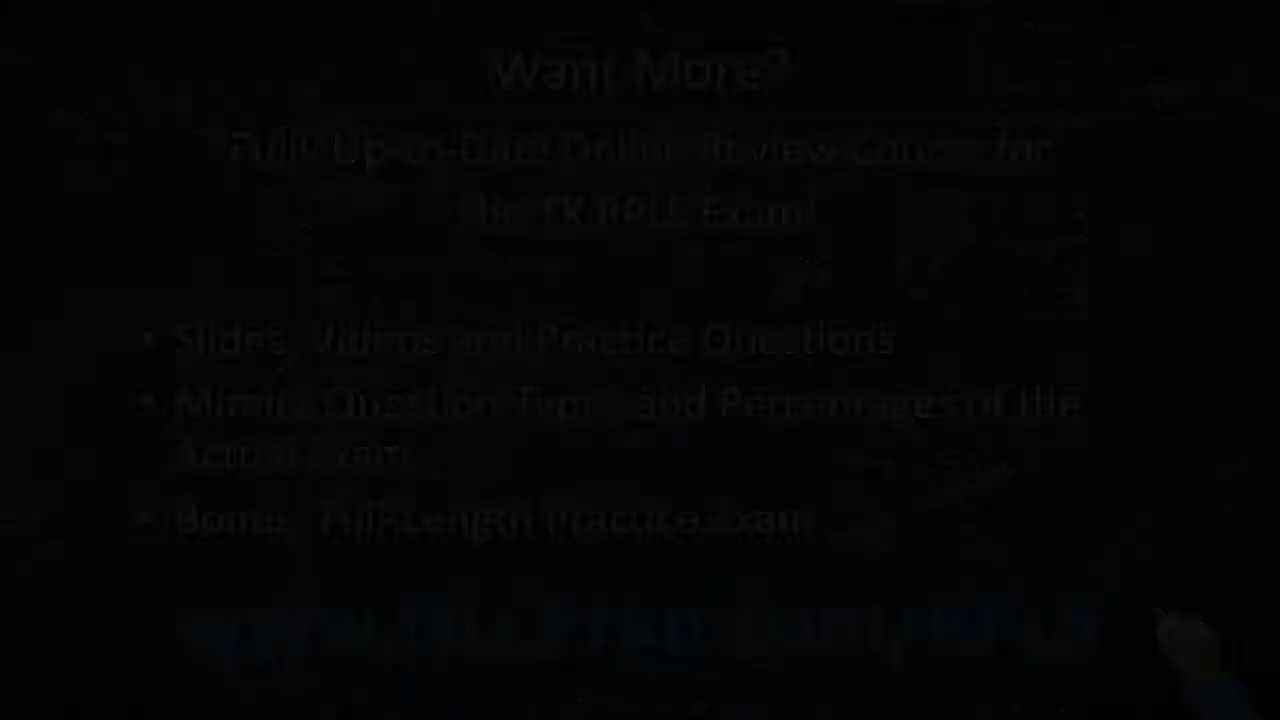 Want More?
Fully Up-to-Date Online Review Course for
the TX RPLS Exam!
• Slides, Videos and Practice Questions
• Mimics Question Types and Percentages of the
Actual Exam
• Bonus: Full-Length Practice Exam